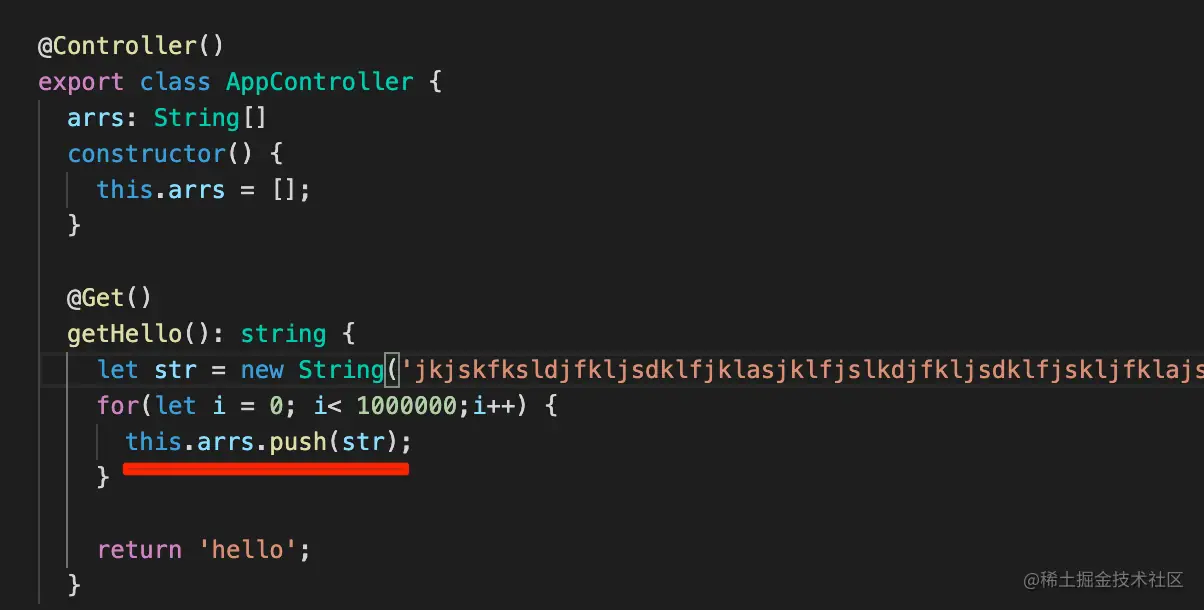 @Controller()
export class AppController {
arrs: String[]
constructor() {
this.arrs = [];
}
@Get()
getHello(): string {
let str = new String('jkjskfksldjfkljsdklfjklasjklfjslkdjfkljsdklfjskljfklajs
for(let i = 0; i< 1000000;i++) {
this.arrs.push(str);
}
return 'hello';
}
@稀土掘金技术社区